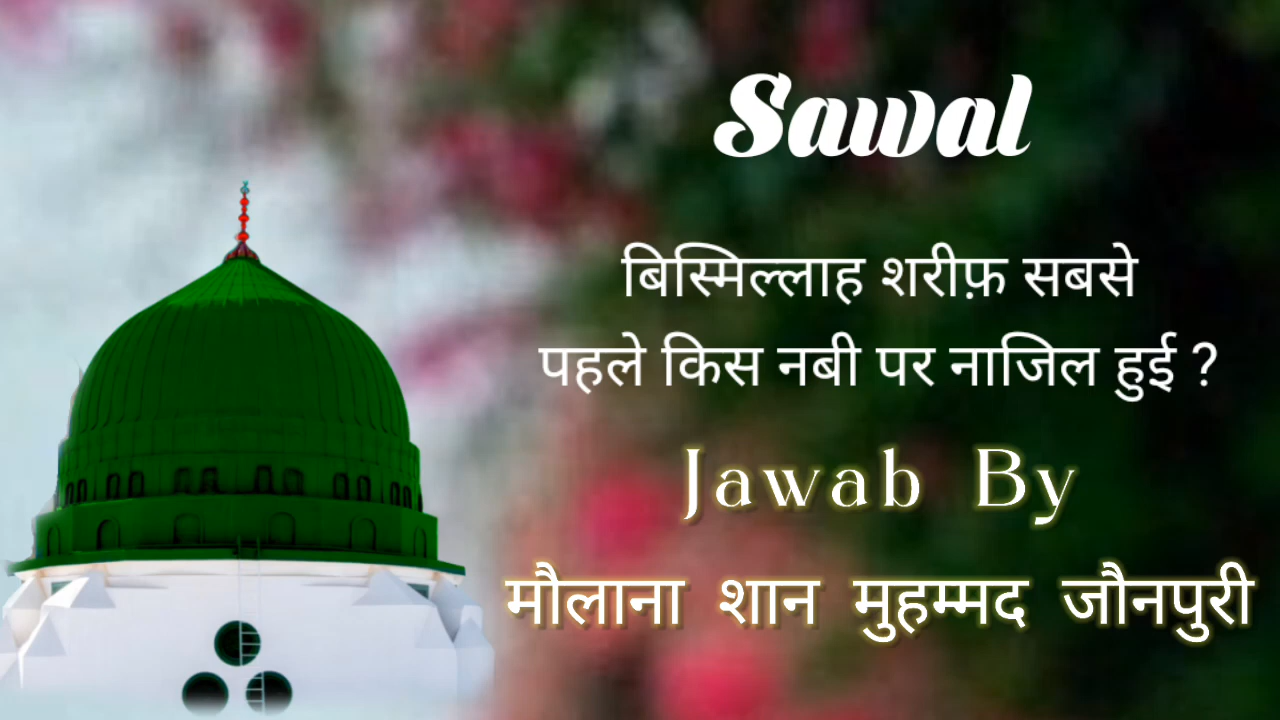 Sawal
बिस्मिल्लाह शरीफ़ सबसे
पहले किस नबी पर नाजिल हुई ?
Jawab By
मौलाना शान मुहम्मद जौनपुरी